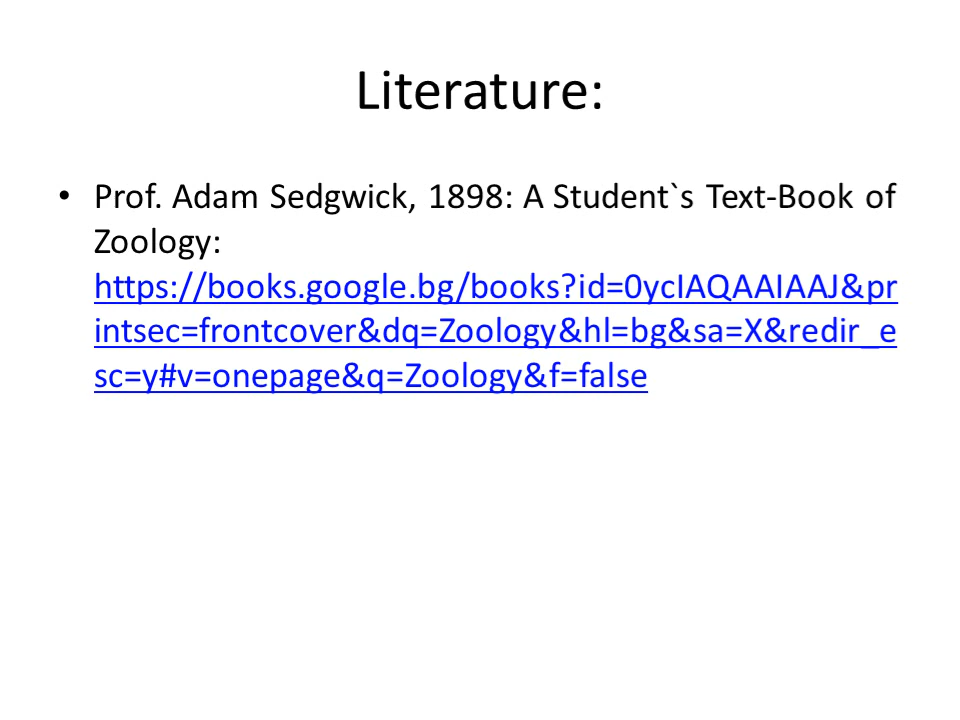 Literature:
• Prof. Adam Sedgwick, 1898: A Student`s Text-Book of
Zoology:
https://books.google.bg/books?id=0ycIAQAAIAAJ&pr
intsec=frontcover&dq=Zoology&hl=bg&sa=X&redir_e
sc=y#v=onepage&q=Zoology&f=false